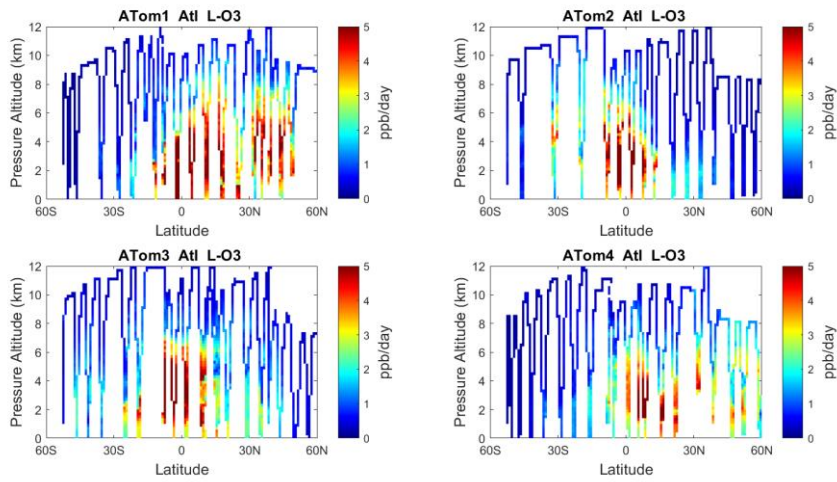 ATom1 Atl L-O3
12
10
8
6
4
2
0
Pressure Altitude (km)
60S 30S 0 30N 60N
Latitude
5
4
3
2
1
0
ppb/day
ATom2 Atl L-O3
12
10
8
6
4
2
0
Pressure Altitude (km)
60S 30S 0 30N 60N
Latitude
5
4
3
2
1
0
ppb/day
ATom3 Atl L-O3
12
10
8
6
4
2
0
Pressure Altitude (km)
60S 30S 0 30N 60N
Latitude
5
4
3
2
1
0
ppb/day
ATom4 Atl L-O3
12
10
8
6
4
2
0
Pressure Altitude (km)
60S 30S 0 30N 60N
Latitude
5
4
3
2
1
0
ppb/day